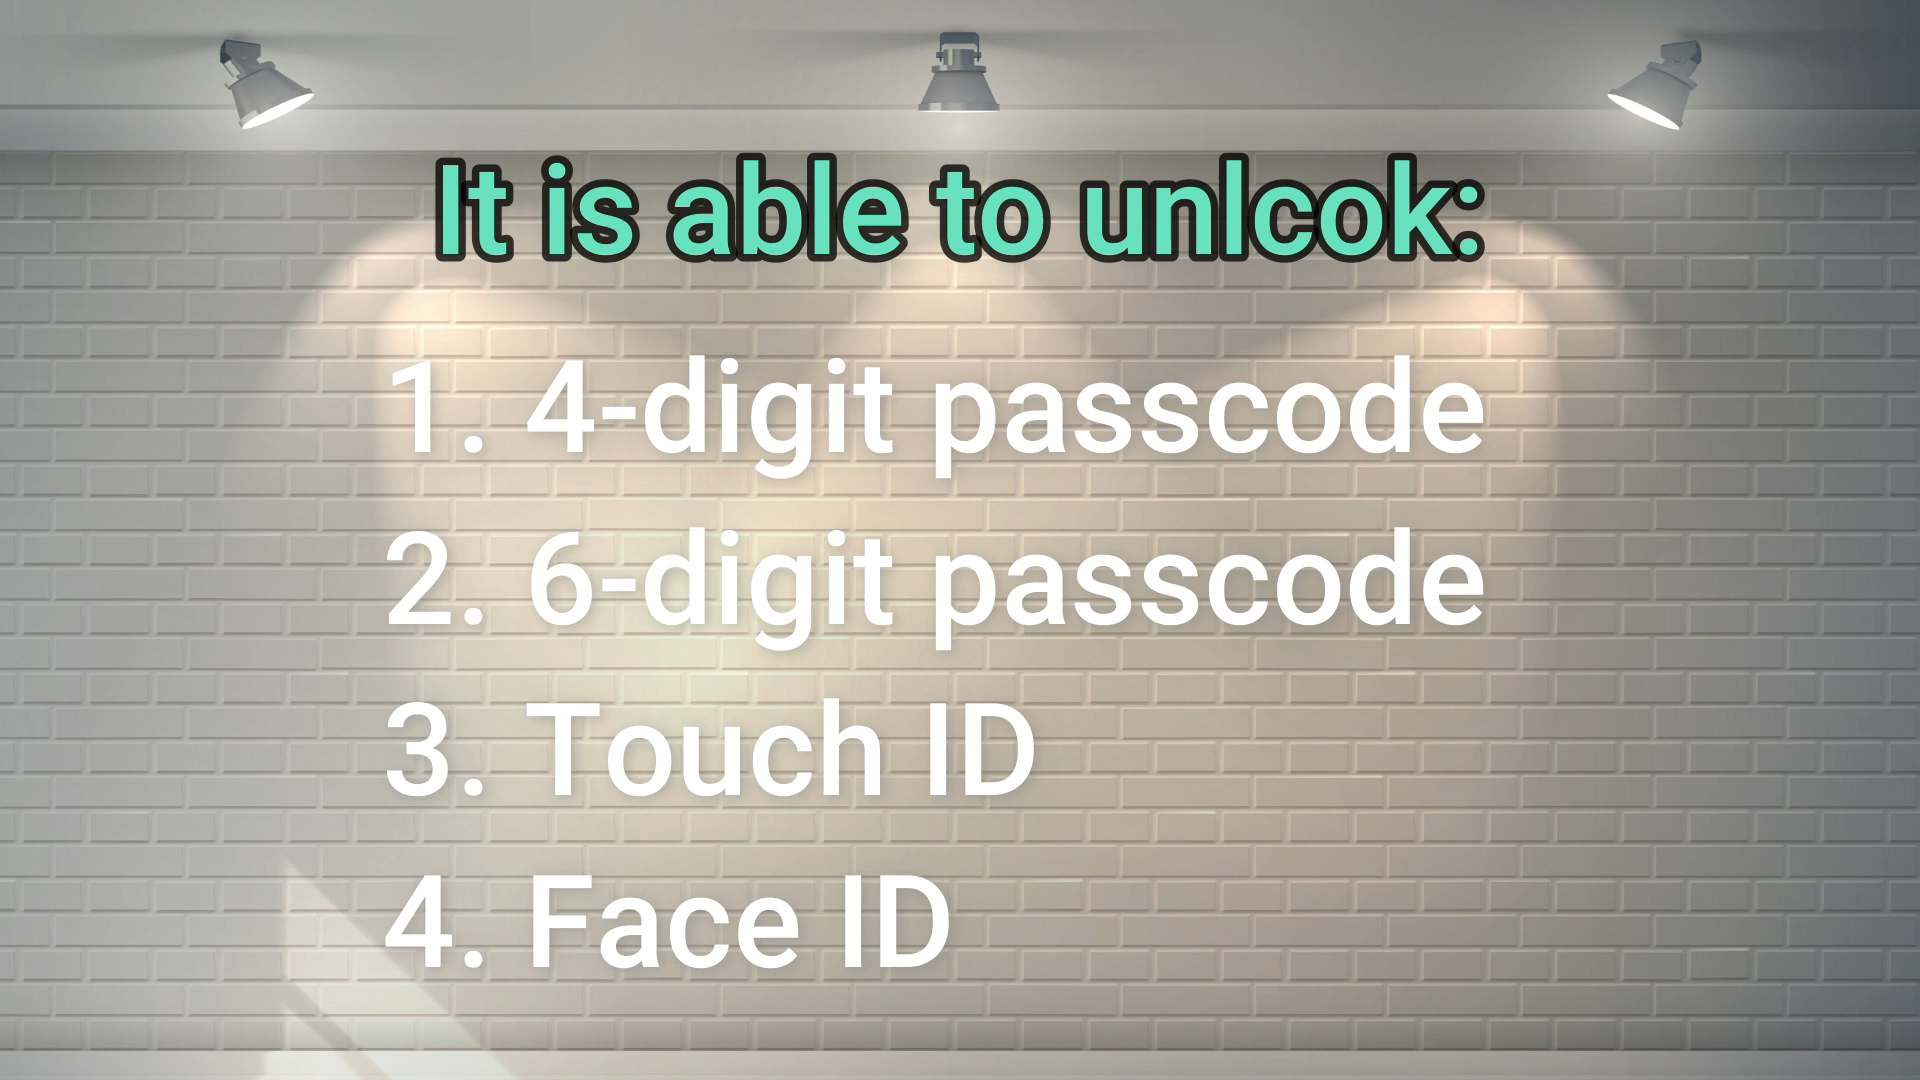 It is able to unlcok:
1. 4-digit passcode
2. 6-digit passcode
3. Touch ID
4. Face ID